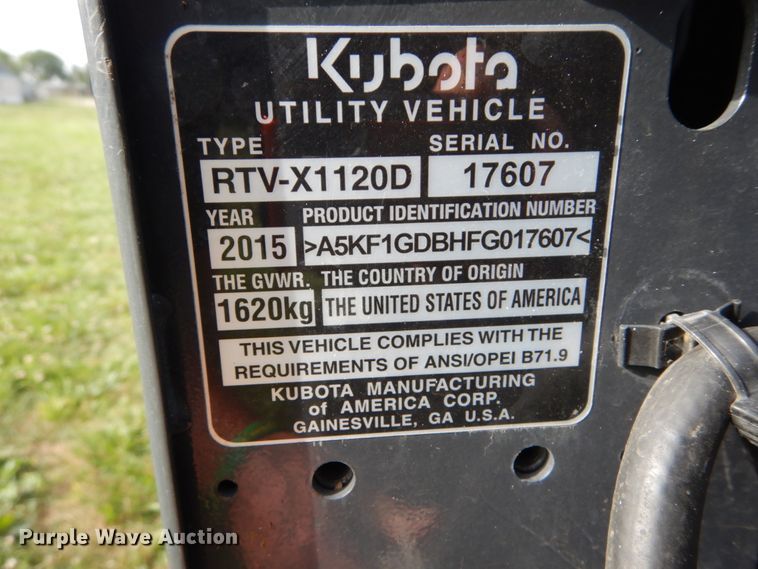 Kubota
UTILITY VEHICLE
TYPE SERIAL NO.
RTV-X1120D 17607
YEAR PRODUCT IDENTIFICATION NUMBER
2015 >A5KF1GDBHFG017607<
THE GVWR. THE COUNTRY OF ORIGIN
1620kg THE UNITED STATES OF AMERICA
THIS VEHICLE COMPLIES WITH THE
REQUIREMENTS OF ANSI/OPEI B71.9
KUBOTA MANUFACTURING
of AMERICA CORP.
GAINESVILLE, GA U.S.A.
Purple Wave Auction